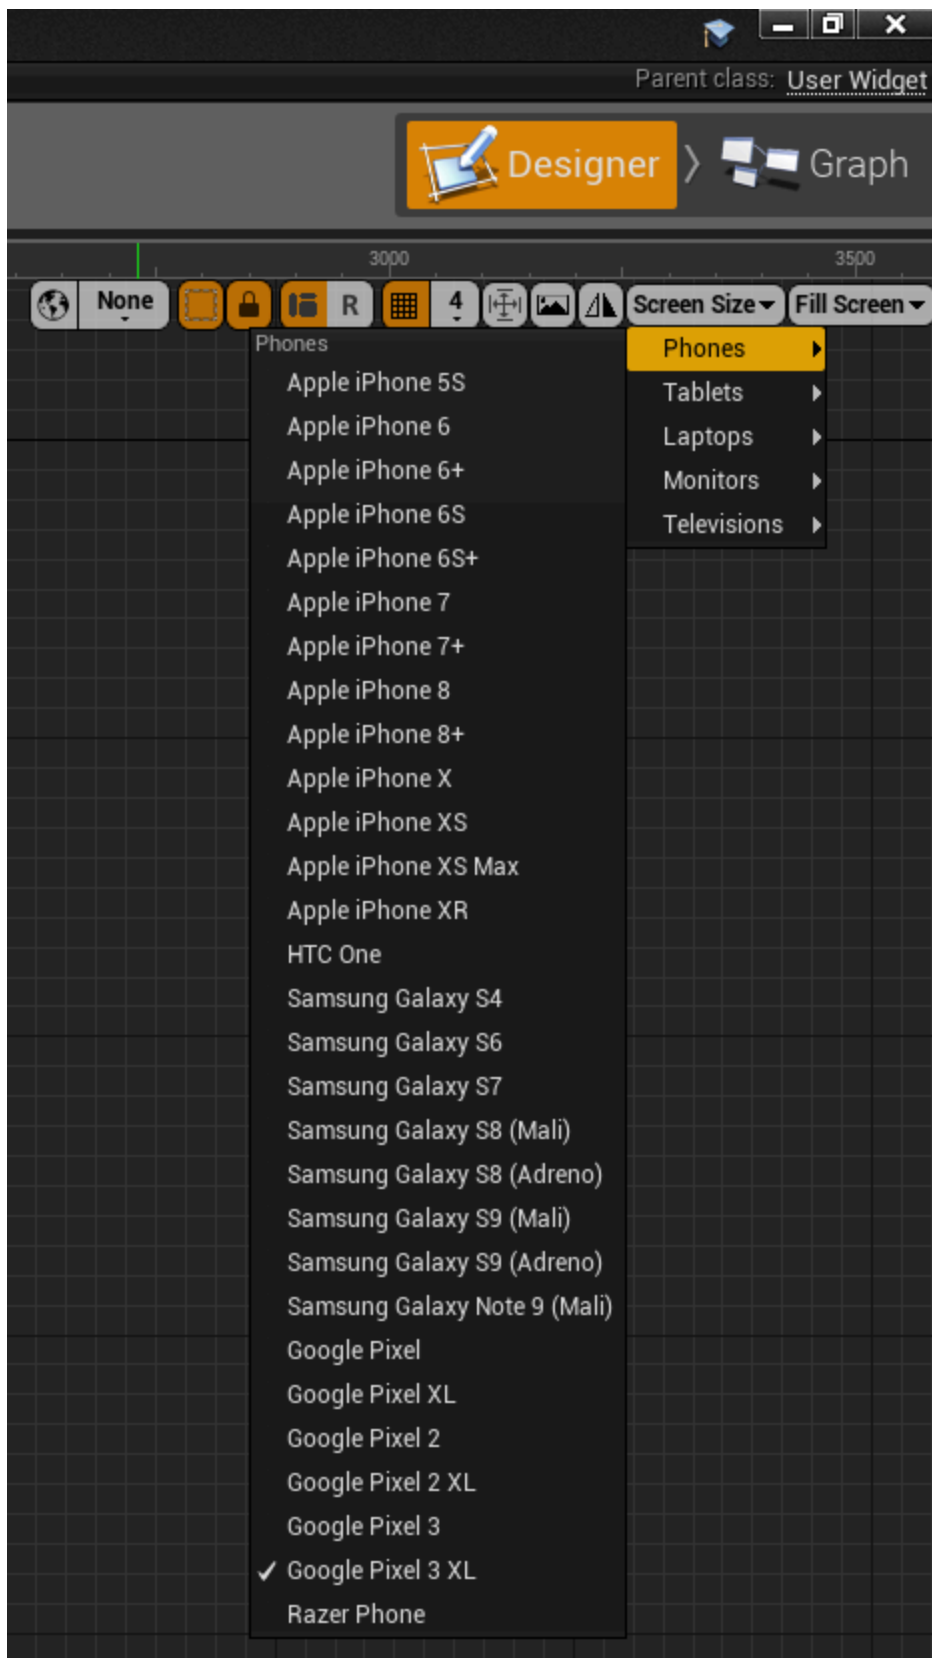 Parent class: User Widget
Designer Graph
3000 3500
None R 4 Screen Size Fill Screen
Phones
Apple iPhone 5S
Apple iPhone 6
Apple iPhone 6+
Apple iPhone 6S
Apple iPhone 6S+
Apple iPhone 7
Apple iPhone 7+
Apple iPhone 8
Apple iPhone 8+
Apple iPhone X
Apple iPhone XS
Apple iPhone XS Max
Apple iPhone XR
HTC One
Samsung Galaxy S4
Samsung Galaxy S6
Samsung Galaxy S7
Samsung Galaxy S8 (Mali)
Samsung Galaxy S8 (Adreno)
Samsung Galaxy S9 (Mali)
Samsung Galaxy S9 (Adreno)
Samsung Galaxy Note 9 (Mali)
Google Pixel
Google Pixel XL
Google Pixel 2
Google Pixel 2 XL
Google Pixel 3
Google Pixel 3 XL
Razer Phone
Phones
Tablets
Laptops
Monitors
Televisions